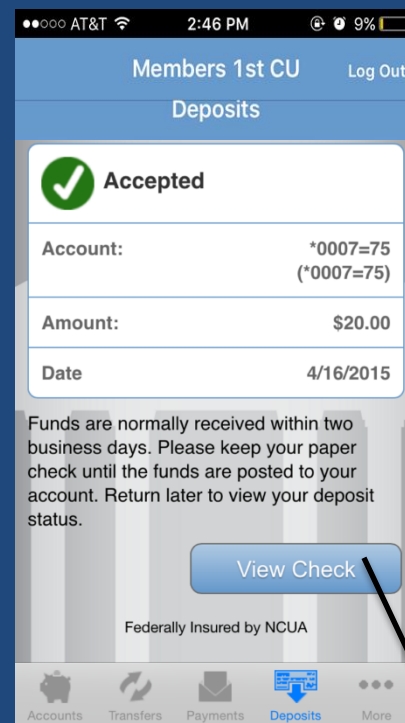 AT&T 2:46 PM 9%
Members 1st CU Log Out
Deposits
Accepted
Account: *0007=75
(*0007=75)
Amount: $20.00
Date 4/16/2015
Funds are normally received within two
business days. Please keep your paper
check until the funds are posted to your
account. Return later to view your deposit
status.
View Check
Federally Insured by NCUA
Accounts Transfers Payments Deposits More